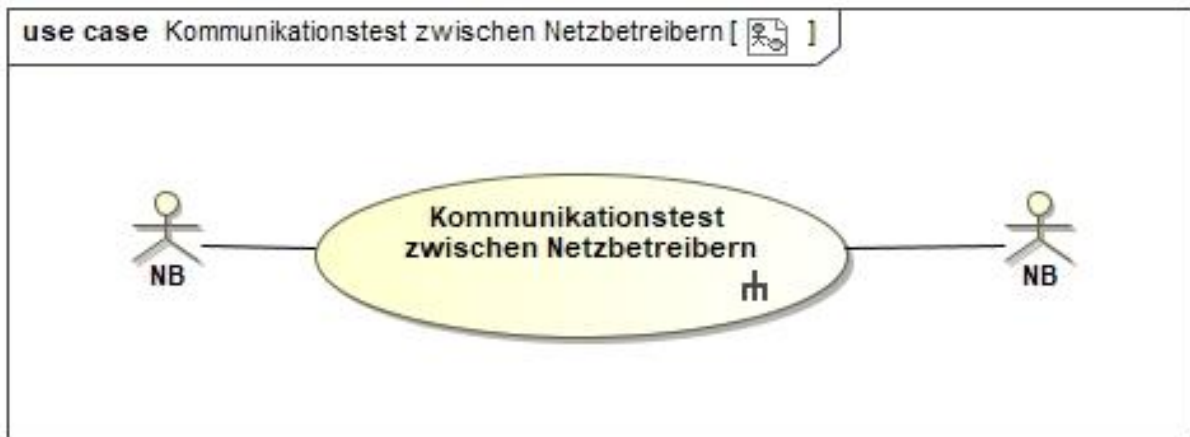 use case Kommunikationstest zwischen Netzbetreibern [ ]
Kommunikationstest
zwischen Netzbetreibern
NB
NB